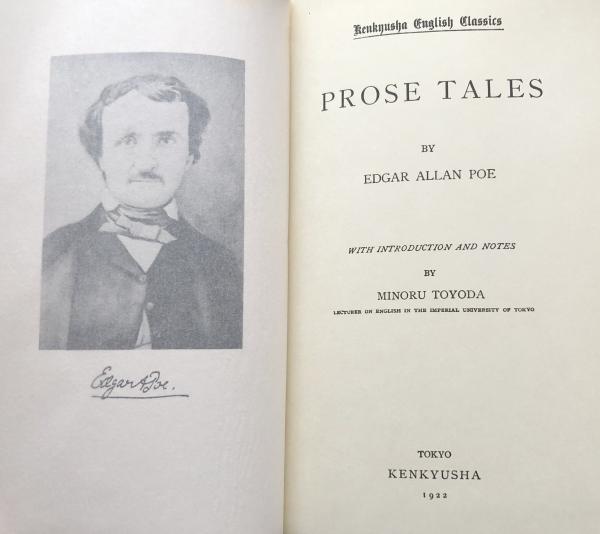 Edgar A Poe.
Kenkyusha English Classics
PROSE TALES
BY
EDGAR ALLAN POE
WITH INTRODUCTION AND NOTES
BY
MINORU TOYODA
LECTURER ON ENGLISH IN THE IMPERIAL UNIVERSITY OF TOKYO
TOKYO
KENKYUSHA
1922